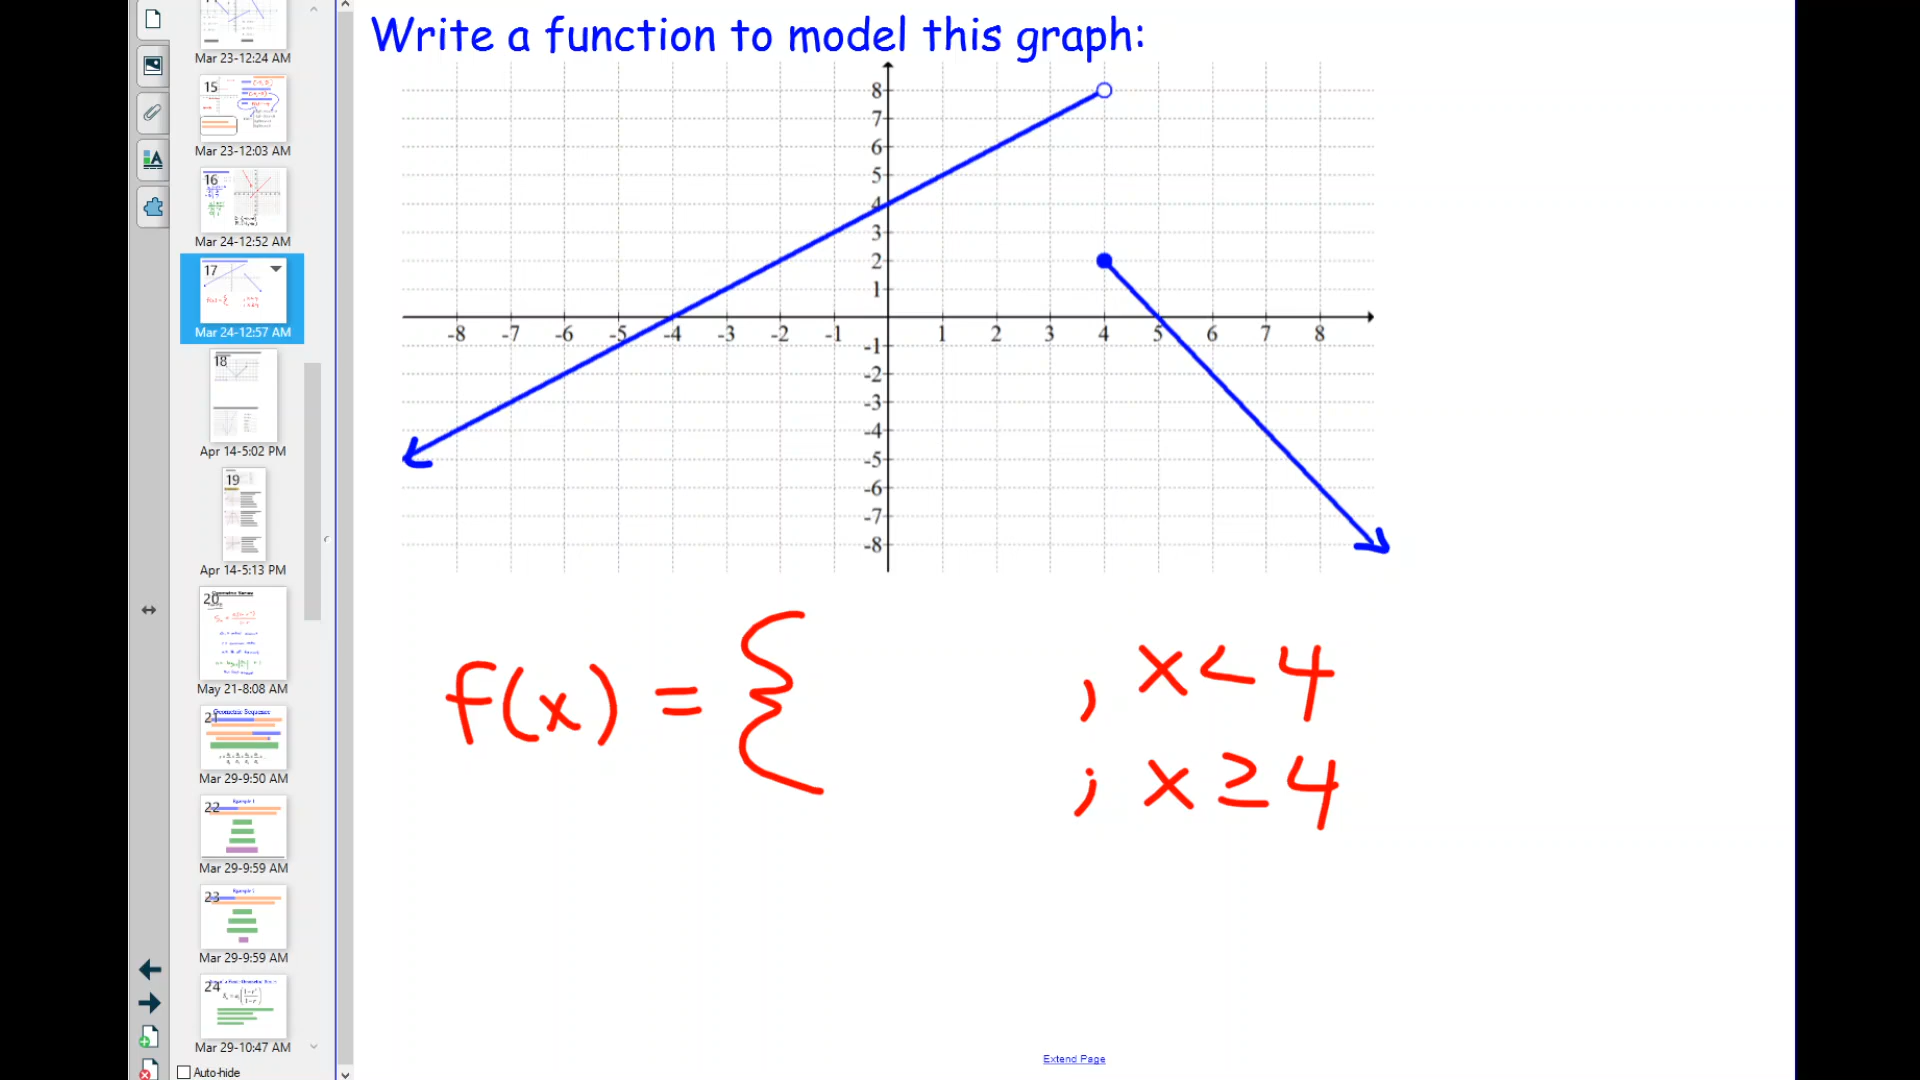 Write a function to model this graph:
8
7
6
5
4
3
2
1
-8 -7 -6 -5 -4 -3 -2 -1 1 2 3 4 5 6 7 8
-1
-2
-3
-4
-5
-6
-7
-8
f(x) = {
, x < 4
; x ≥ 4
Extend Page
Mar 23-12:24 AM
15
Mar 23-12:03 AM
16
Mar 24-12:52 AM
17
Mar 24-12:57 AM
18
Apr 14-5:02 PM
19
Apr 14-5:13 PM
20
May 21-8:08 AM
21
Geometric Sequence
Mar 29-9:50 AM
22
Mar 29-9:59 AM
23
Mar 29-9:59 AM
24
Mar 29-10:47 AM
Auto-hide